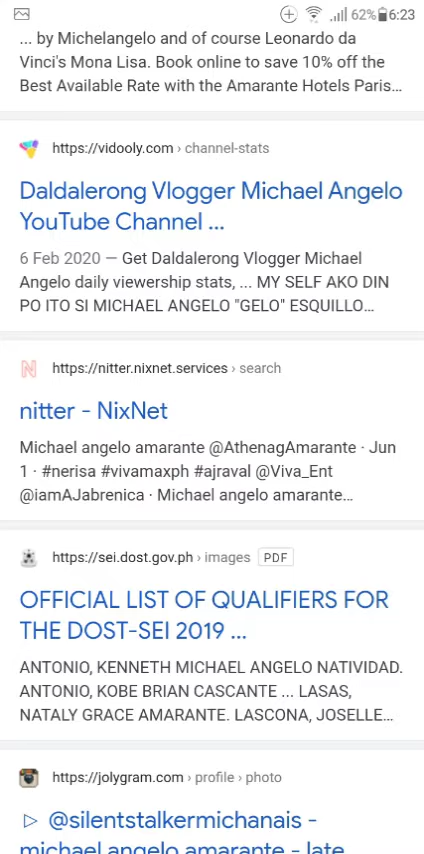 62% 6:23
... by Michelangelo and of course Leonardo da
Vinci's Mona Lisa. Book online to save 10% off the
Best Available Rate with the Amarante Hotels Paris...
https://vidooly.com › channel-stats
Daldalerong Vlogger Michael Angelo
YouTube Channel ...
6 Feb 2020 — Get Daldalerong Vlogger Michael
Angelo daily viewership stats, ... MY SELF AKO DIN
PO ITO SI MICHAEL ANGELO "GELO" ESQUILLO...
https://nitter.nixnet.services › search
nitter - NixNet
Michael angelo amarante @AthenagAmarante · Jun
1 · #nerisa #vivamaxph #ajraval @Viva_Ent
@iamAJabrenica · Michael angelo amarante...
https://sei.dost.gov.ph › images PDF
OFFICIAL LIST OF QUALIFIERS FOR
THE DOST-SEI 2019 ...
ANTONIO, KENNETH MICHAEL ANGELO NATIVIDAD.
ANTONIO, KOBE BRIAN CASCANTE ... LASAS,
NATALY GRACE AMARANTE. LASCONA, JOSELLE...
https://jolygram.com › profile › photo
▷ @silentstalkermichanais -
michael angelo amarante - late